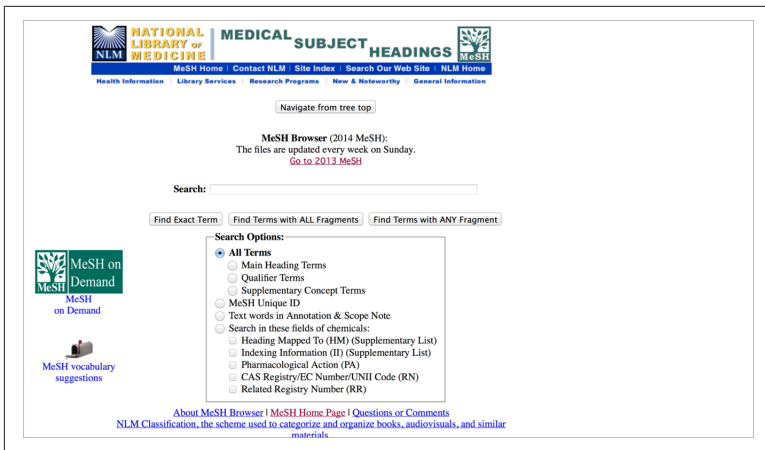 NATIONAL
LIBRARY OF
MEDICINE
NLM
MEDICAL
SUBJECT
HEADINGS
MeSH
MeSH Home | Contact NLM | Site Index | Search Our Web Site | NLM Home
Health Information | Library Services | Research Programs | New & Noteworthy | General Information
Navigate from tree top
MeSH Browser (2014 MeSH):
The files are updated every week on Sunday.
Go to 2013 MeSH
Search:
Find Exact Term Find Terms with ALL Fragments Find Terms with ANY Fragment
Search Options:
All Terms
Main Heading Terms
Qualifier Terms
Supplementary Concept Terms
MeSH Unique ID
Text words in Annotation & Scope Note
Search in these fields of chemicals:
Heading Mapped To (HM) (Supplementary List)
Indexing Information (II) (Supplementary List)
Pharmacological Action (PA)
CAS Registry/EC Number/UNII Code (RN)
Related Registry Number (RR)
MeSH on
Demand
MeSH
MeSH
on Demand
MeSH vocabulary
suggestions
About MeSH Browser | MeSH Home Page | Questions or Comments
NLM Classification, the scheme used to categorize and organize books, audiovisuals, and similar
materials